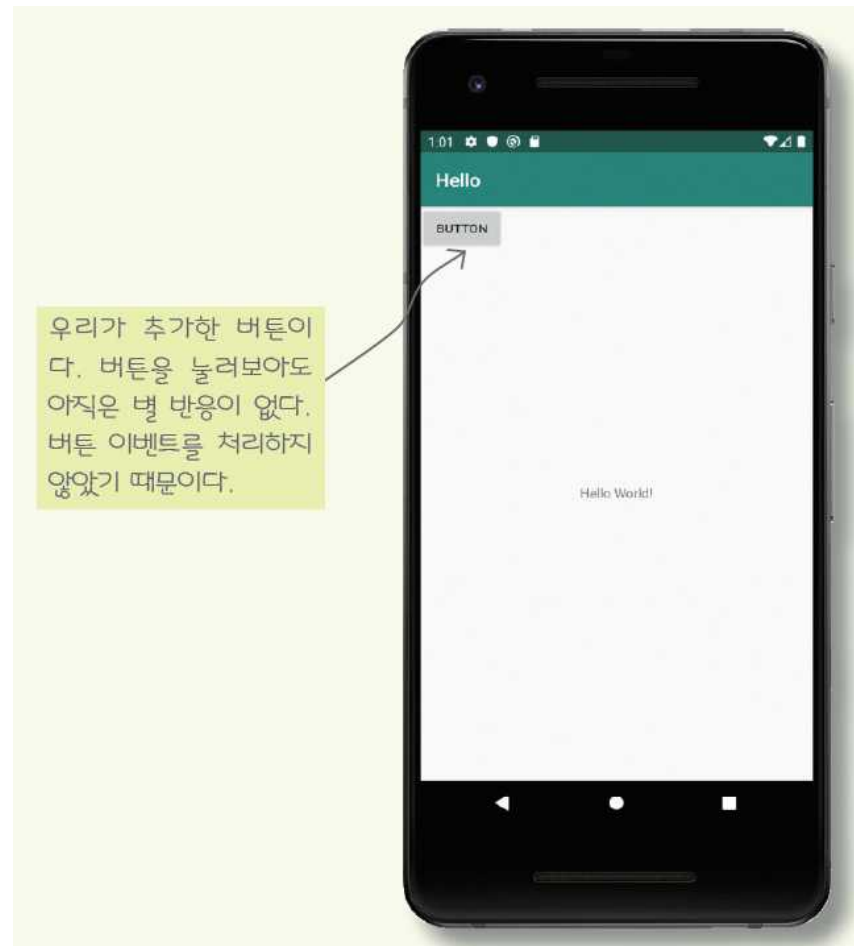 1:01
Hello
BUTTON
우리가 추가한 버튼이
다. 버튼을 눌러보아도
아직은 별 반응이 없다.
버튼 이벤트를 처리하지
않았기 때문이다.
Hello World!